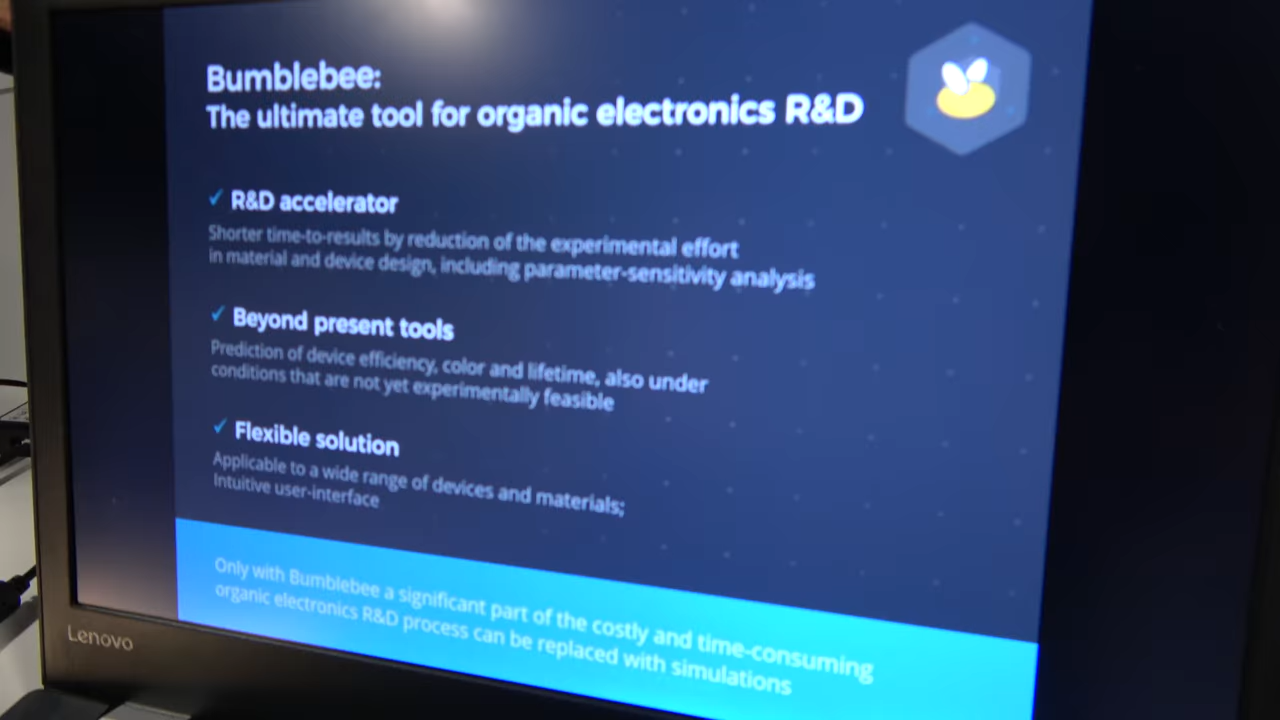 Bumblebee:
The ultimate tool for organic electronics R&D
✓ R&D accelerator
Shorter time-to-results by reduction of the experimental effort
in material and device design, including parameter-sensitivity analysis
✓ Beyond present tools
Prediction of device efficiency, color and lifetime, also under
conditions that are not yet experimentally feasible
✓ Flexible solution
Applicable to a wide range of devices and materials;
Intuitive user-interface
Only with Bumblebee a significant part of the costly and time-consuming
organic electronics R&D process can be replaced with simulations
Lenovo